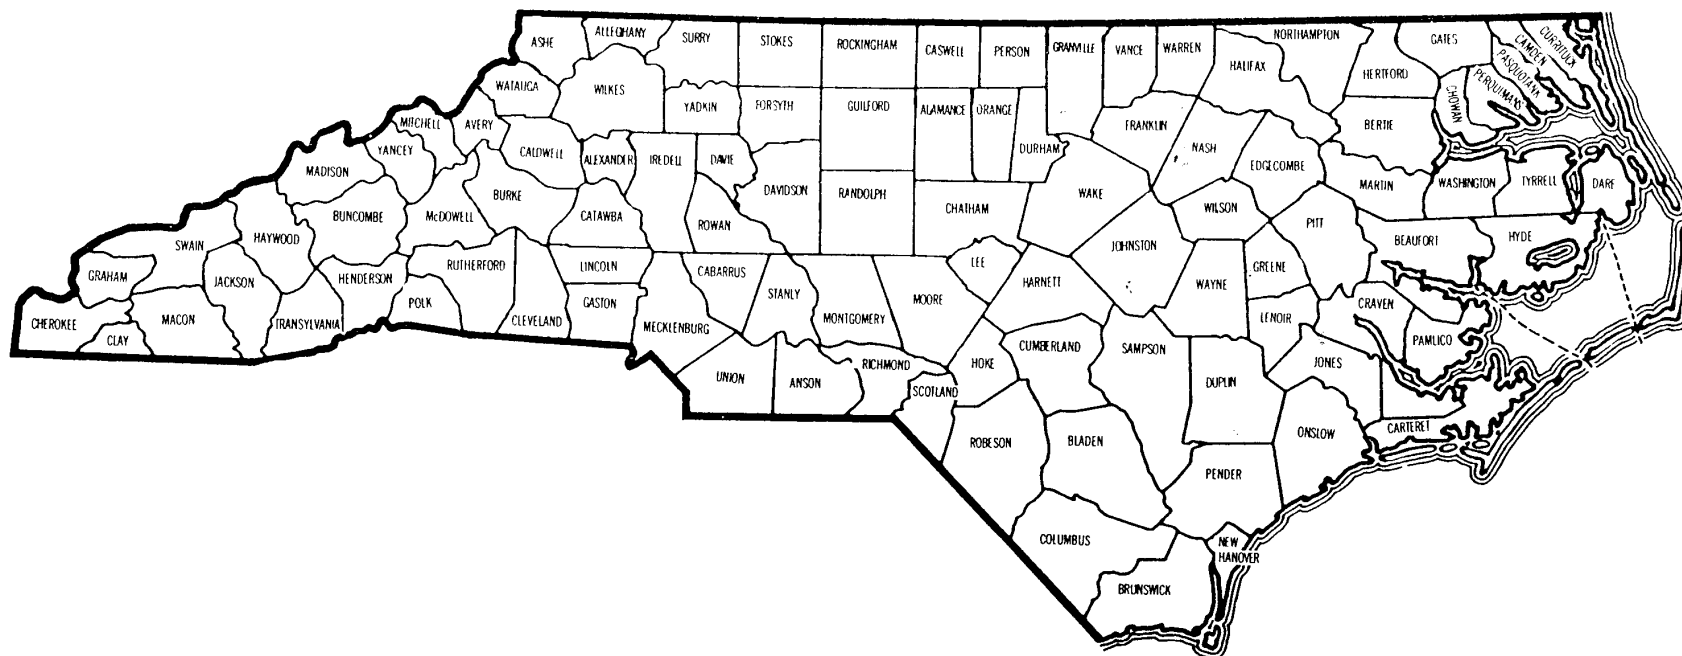 ASHE
ALLEGHANY
SURRY
STOKES
ROCKINGHAM
CASWELL
PERSON
GRANVILLE
VANCE
WARREN
NORTHAMPTON
HALIFAX
HERTFORD
GATES
CURRITUCK
CAMDEN
PASQUOTANK
PERQUIMANS
CHOWAN
WATAUGA
WILKES
YADKIN
FORSYTH
GUILFORD
ALAMANCE
ORANGE
DURHAM
FRANKLIN
NASH
EDGECOMBE
BERTIE
MITCHELL
AVERY
YANCEY
MADISON
CALDWELL
ALEXANDER
IREDELL
DAVIE
DAVIDSON
RANDOLPH
CHATHAM
WAKE
WILSON
MARTIN
WASHINGTON
TYRRELL
DARE
BUNCOMBE
McDOWELL
BURKE
CATAWBA
ROWAN
JOHNSTON
PITT
BEAUFORT
HYDE
SWAIN
HAYWOOD
GRAHAM
JACKSON
HENDERSON
RUTHERFORD
LINCOLN
CABARRUS
STANLY
MOORE
LEE
HARNETT
WAYNE
GREENE
LENOIR
CRAVEN
PAMLICO
CHEROKEE
CLAY
MACON
TRANSYLVANIA
POLK
CLEVELAND
GASTON
MECKLENBURG
MONTGOMERY
CUMBERLAND
SAMPSON
DUPLIN
JONES
UNION
ANSON
RICHMOND
SCOTLAND
HOKE
ROBESON
BLADEN
ONSLOW
CARTERET
PENDER
COLUMBUS
NEW
HANOVER
BRUNSWICK